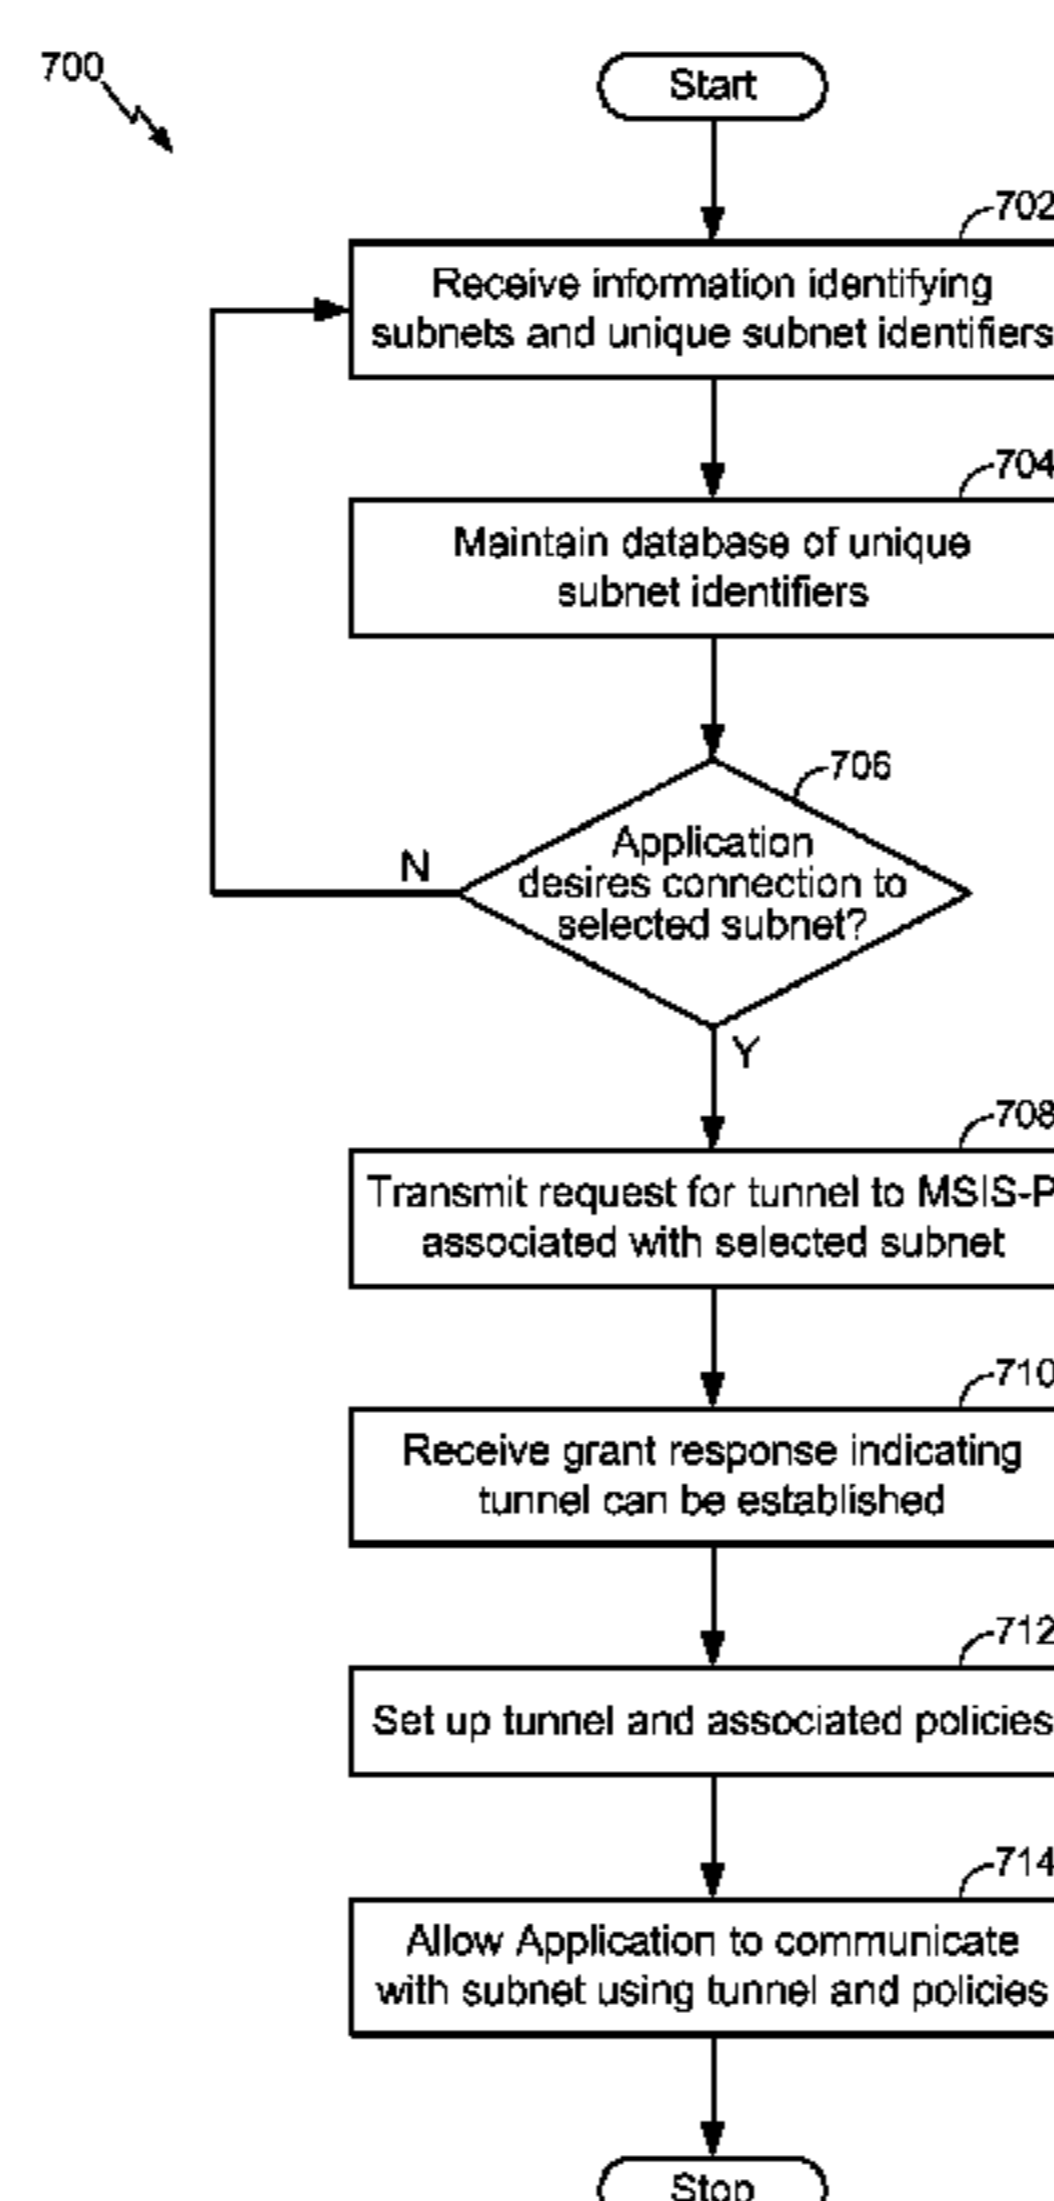 700
Start
702
Receive information identifying
subnets and unique subnet identifiers
704
Maintain database of unique
subnet identifiers
706
Application
desires connection to
selected subnet?
N
Y
708
Transmit request for tunnel to MSIS-P
associated with selected subnet
710
Receive grant response indicating
tunnel can be established
712
Set up tunnel and associated policies
714
Allow Application to communicate
with subnet using tunnel and policies
Stop